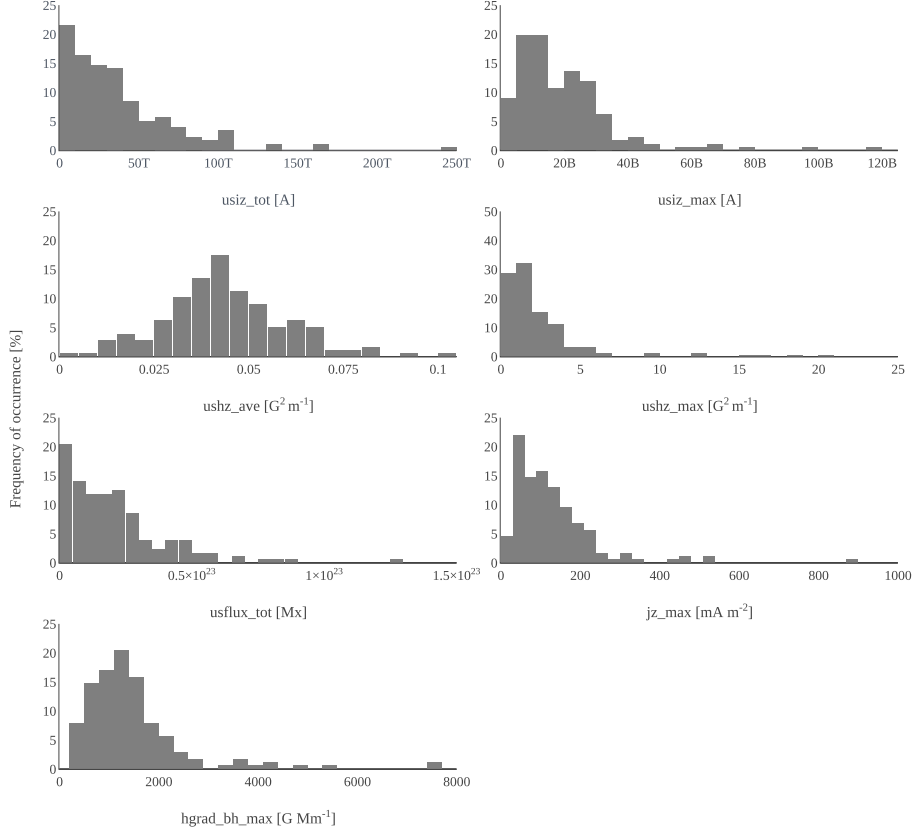 25
20
15
10
5
0
0 50T 100T 150T 200T 250T
usiz_tot [A]
25
20
15
10
5
0
0 20B 40B 60B 80B 100B 120B
usiz_max [A]
Frequency of occurrence [%]
25
20
15
10
5
0
0 0.025 0.05 0.075 0.1
ushz_ave [G² m⁻¹]
50
40
30
20
10
0
0 5 10 15 20 25
ushz_max [G² m⁻¹]
25
20
15
10
5
0
0 0.5×10²³ 1×10²³ 1.5×10²³
usflux_tot [Mx]
25
20
15
10
5
0
0 200 400 600 800 1000
jz_max [mA m⁻²]
25
20
15
10
5
0
0 2000 4000 6000 8000
hgrad_bh_max [G Mm⁻¹]